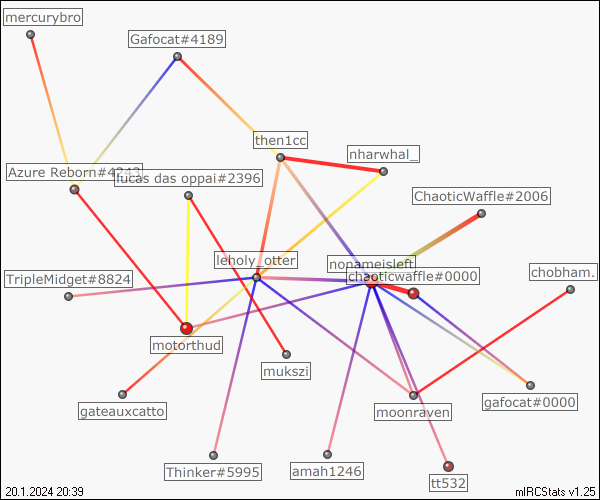 mercurybro
Gafocat#4189
then1cc
nharwhal_
Azure Reborn#4243
lucas das oppai#2396
ChaoticWaffle#2006
leholy_otter
nonameisleft
chaoticwaffle#0000
chobham.
TripleMidget#8824
motorthud
mukszi
gateauxcatto
moonraven
gafocat#0000
Thinker#5995
amah1246
tt532
20.1.2024 20:39
mIRCStats v1.25